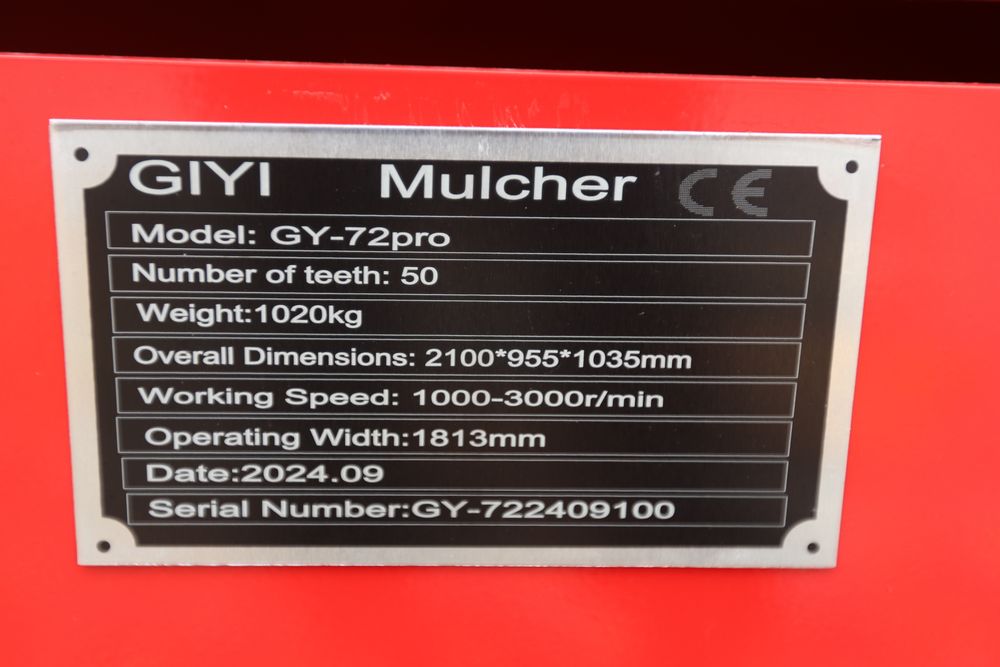 GIYI Mulcher CE
Model: GY-72pro
Number of teeth: 50
Weight:1020kg
Overall Dimensions: 2100*955*1035mm
Working Speed: 1000-3000r/min
Operating Width:1813mm
Date:2024.09
Serial Number:GY-722409100